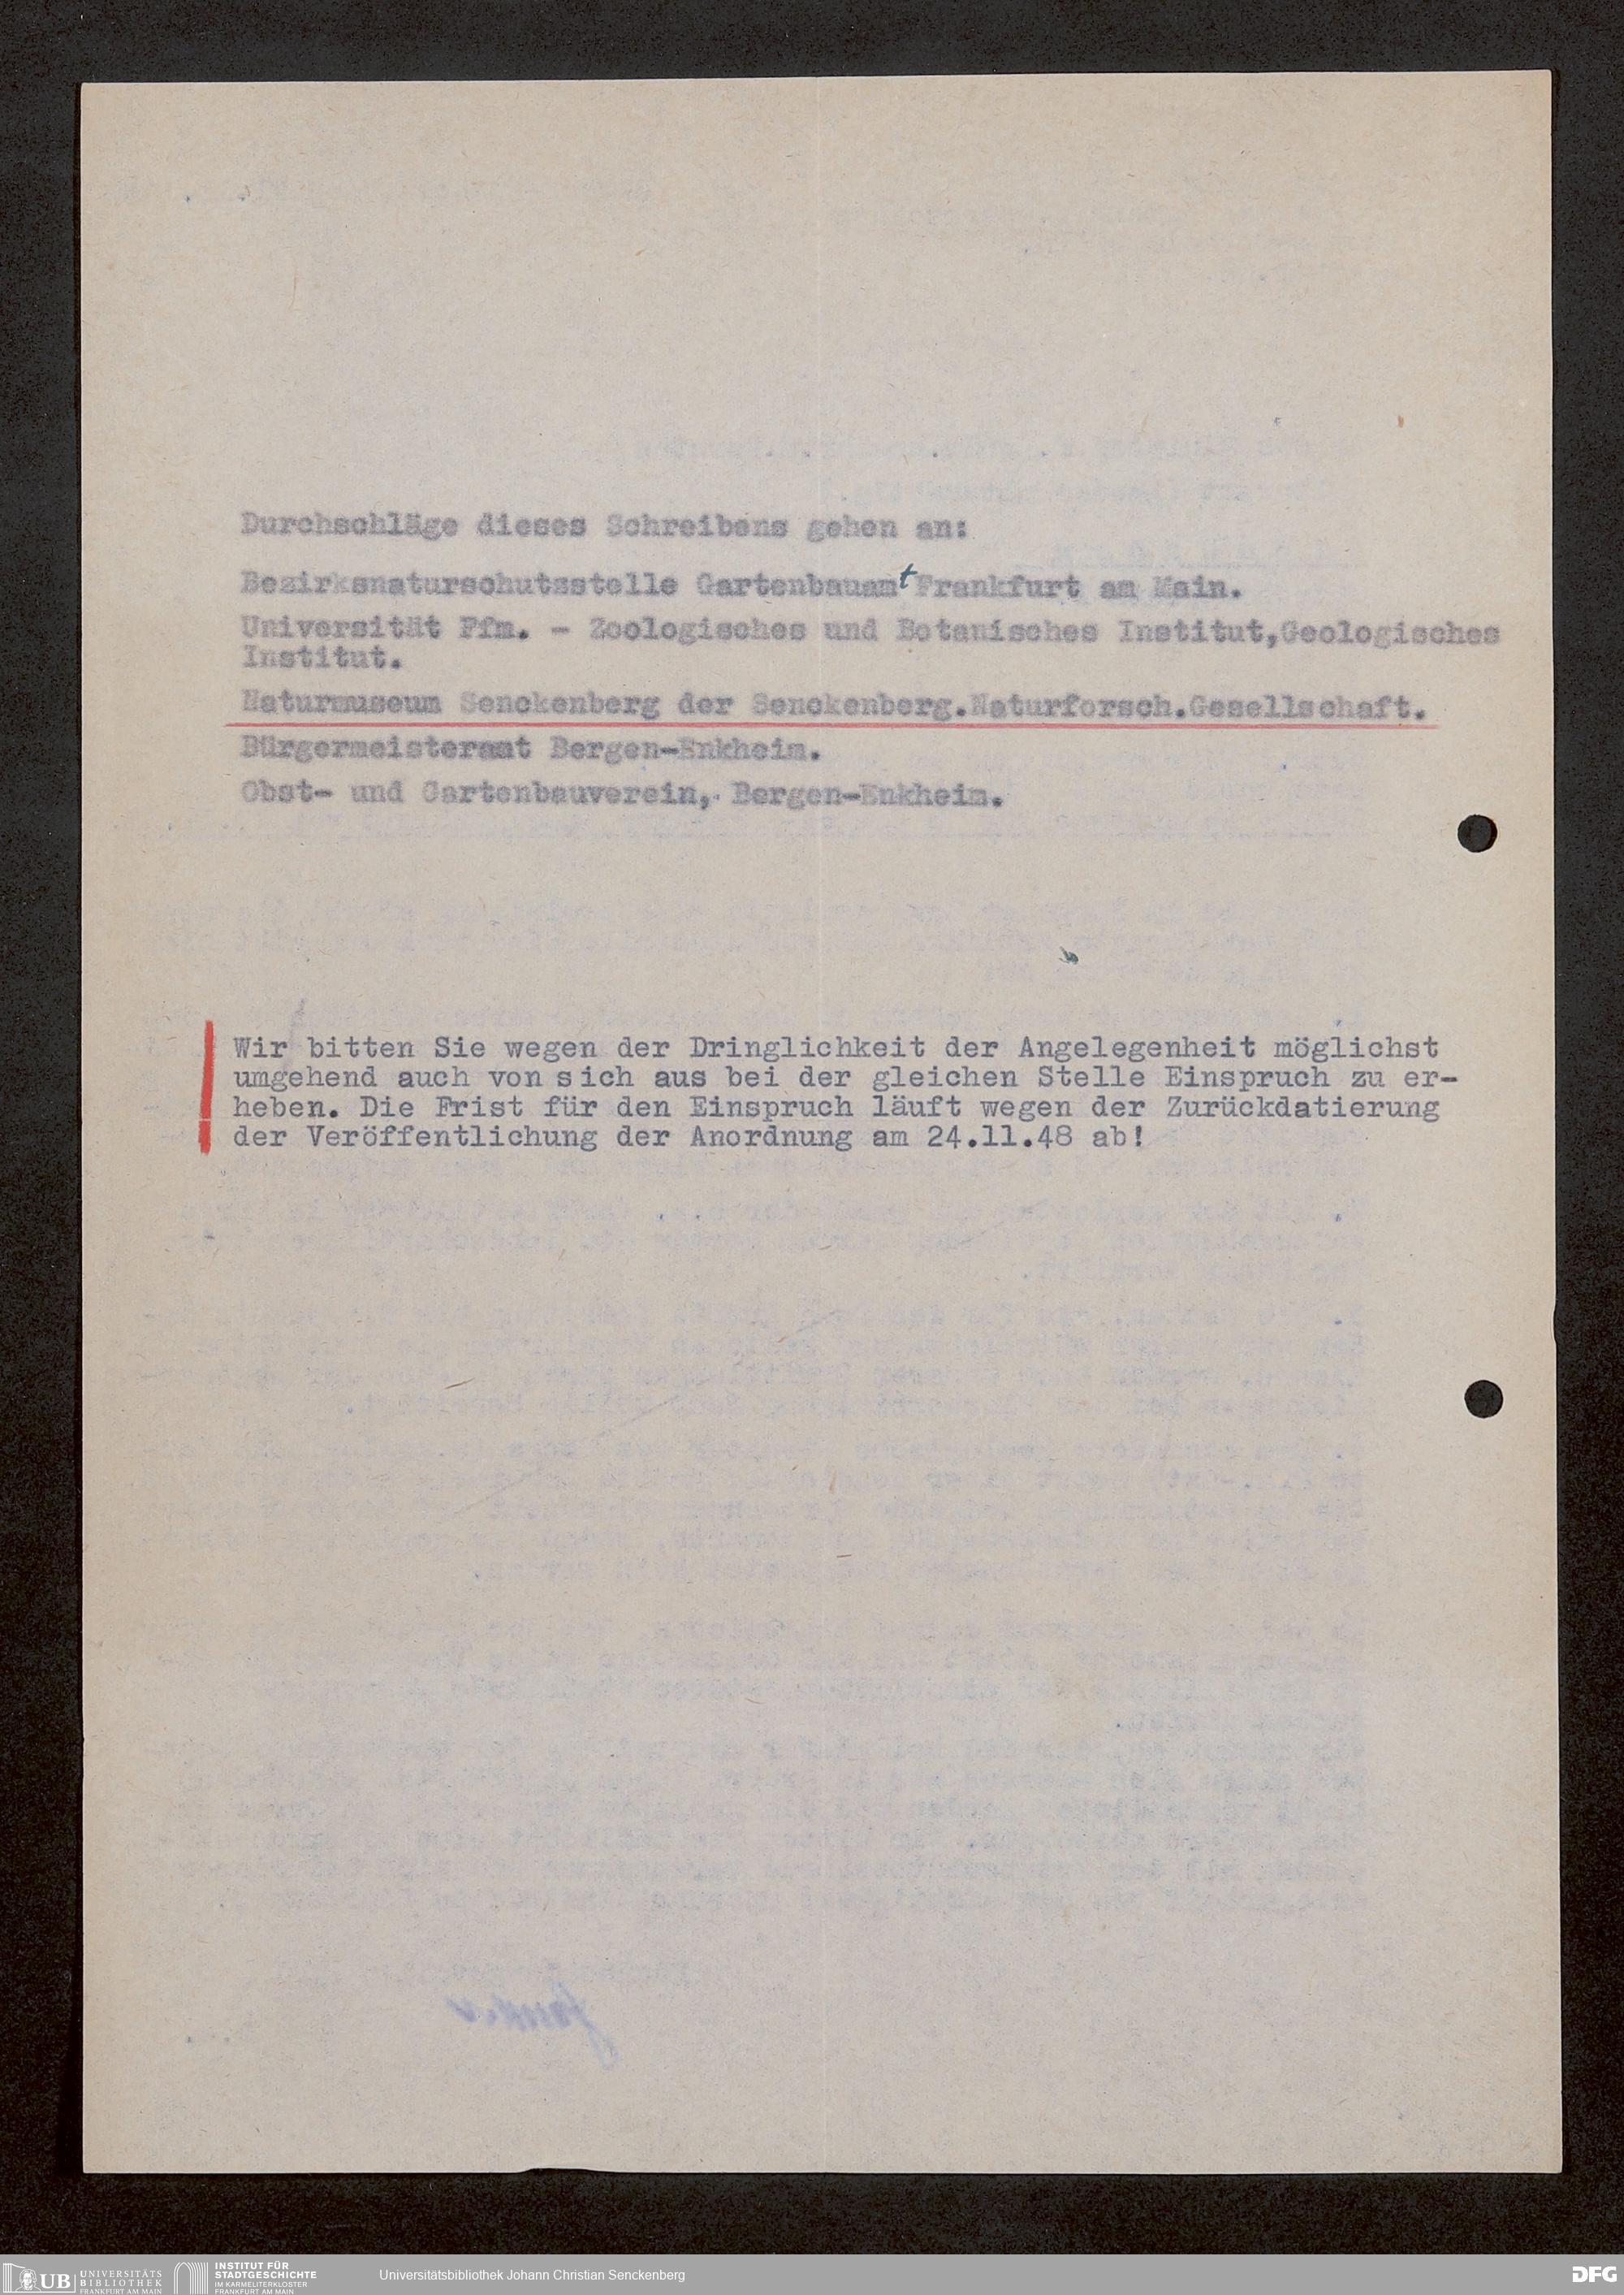 Durchschläge dieses Schreibens gehen an:
Bezirksnaturschutzstelle Gartenbauamt Frankfurt am Main.
Universität Ffm. - Zoologisches und Botanisches Institut,Geologisches
Institut.
Naturmuseum Senckenberg der Senckenberg.Naturforsch.Gesellschaft.
Bürgermeisteramt Bergen-Enkheim.
Obst- und Gartenbauverein, Bergen-Enkheim.
Wir bitten Sie wegen der Dringlichkeit der Angelegenheit möglichst
umgehend auch von sich aus bei der gleichen Stelle Einspruch zu er-
heben. Die Frist für den Einspruch läuft wegen der Zurückdatierung
der Veröffentlichung der Anordnung am 24.11.48 ab!
UB UNIVERSITÄTS
BIBLIOTHEK
FRANKFURT AM MAIN
INSTITUT FÜR
STADTGESCHICHTE
IM KARMELITERKLOSTER
FRANKFURT AM MAIN
Universitätsbibliothek Johann Christian Senckenberg
DFG